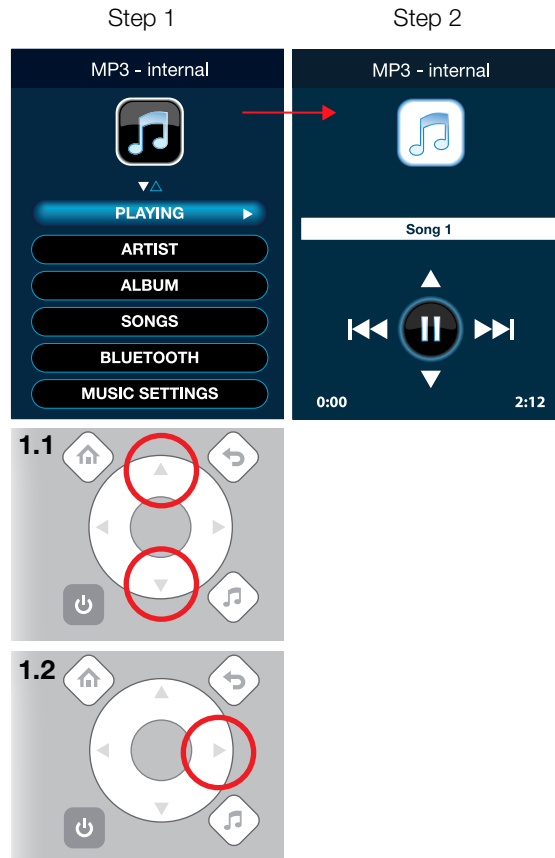 Step 1
Step 2
MP3 - internal
PLAYING
ARTIST
ALBUM
SONGS
BLUETOOTH
MUSIC SETTINGS
MP3 - internal
Song 1
0:00
2:12
1.1
1.2